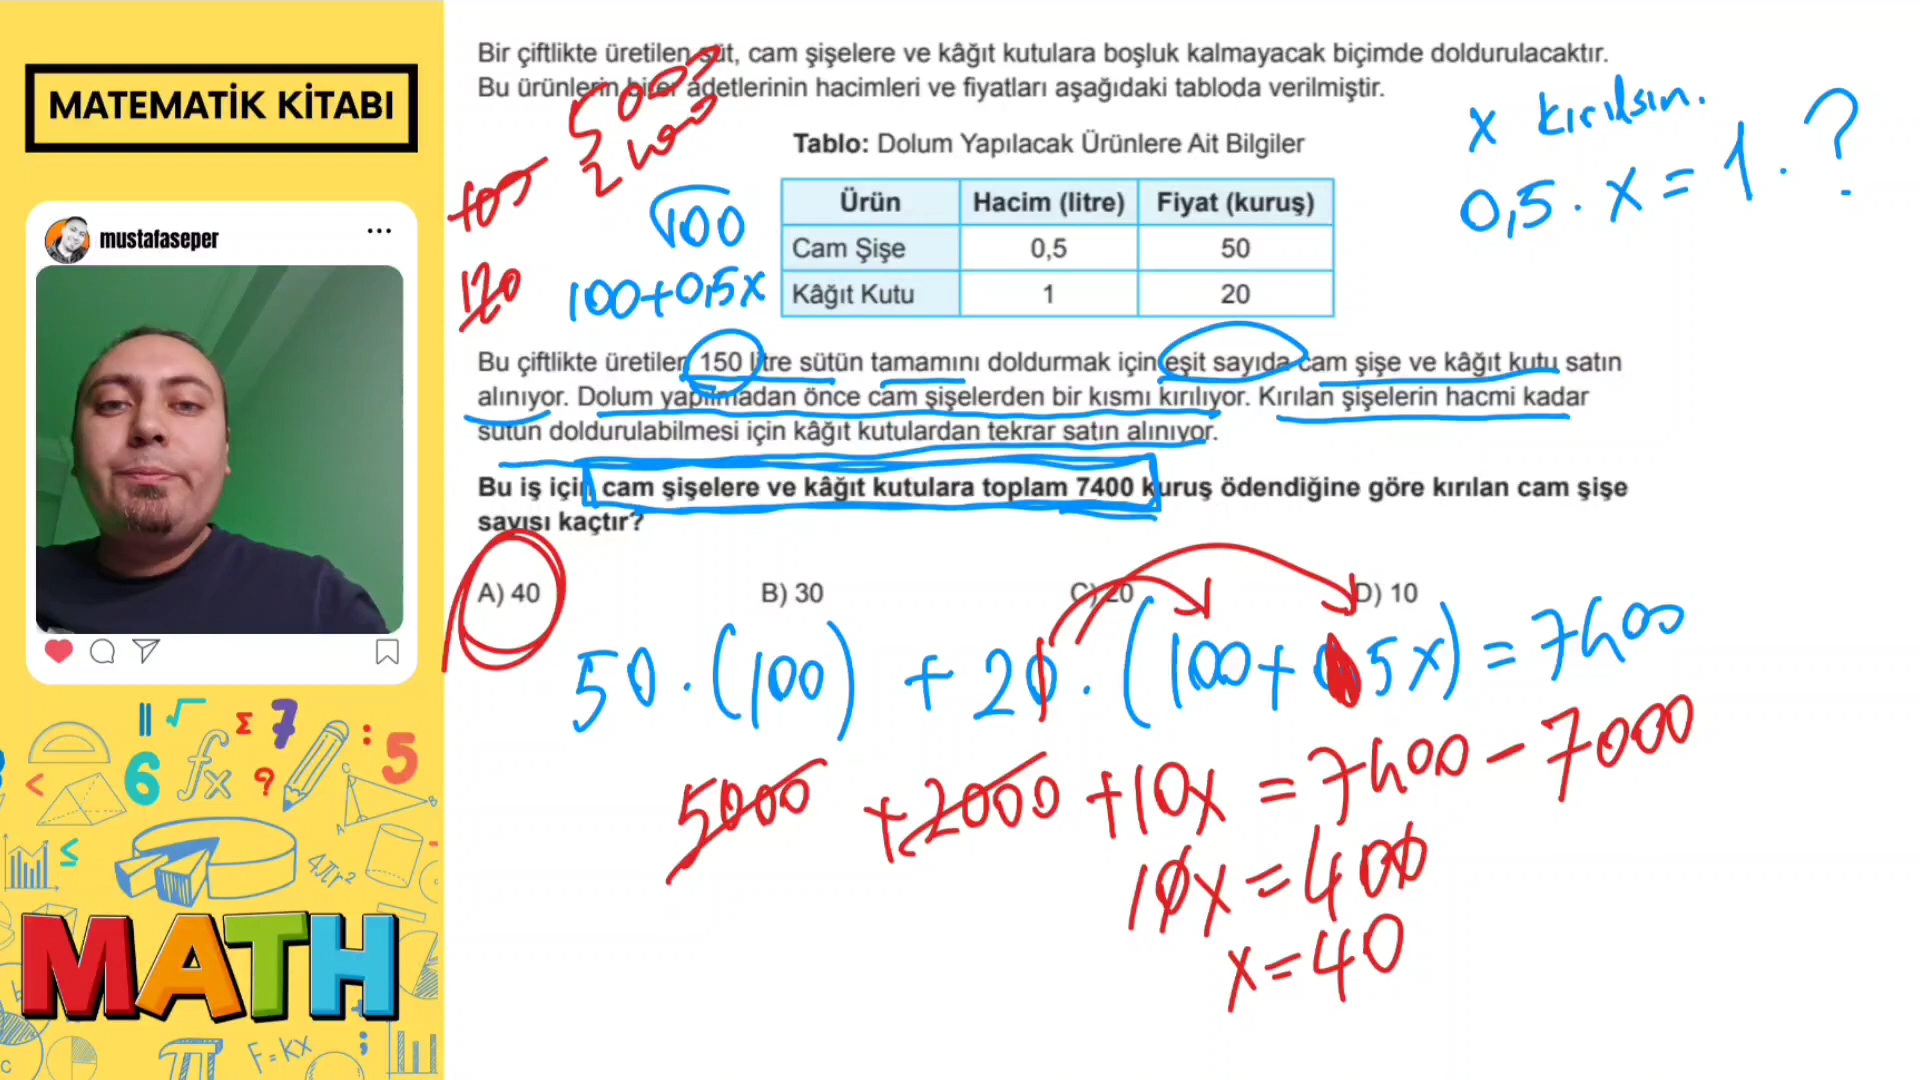 MATEMATİK KİTABI
mustafaseper
MATH
F=KX
4πr²
Bir çiftlikte üretilen süt, cam şişelere ve kâğıt kutulara boşluk kalmayacak biçimde doldurulacaktır.
Bu ürünlerin birer adetlerinin hacimleri ve fiyatları aşağıdaki tabloda verilmiştir.
5000
2400
x kırılsın.
0,5 . x = 1 . ?
Tablo: Dolum Yapılacak Ürünlere Ait Bilgiler
Ürün Hacim (litre) Fiyat (kuruş)
Cam Şişe 0,5 50
Kâğıt Kutu 1 20
100
120
100+0,5x
Bu çiftlikte üretilen 150 litre sütün tamamını doldurmak için eşit sayıda cam şişe ve kâğıt kutu satın
alınıyor. Dolum yapılmadan önce cam şişelerden bir kısmı kırılıyor. Kırılan şişelerin hacmi kadar
sütün doldurulabilmesi için kâğıt kutulardan tekrar satın alınıyor.
Bu iş için cam şişelere ve kâğıt kutulara toplam 7400 kuruş ödendiğine göre kırılan cam şişe
sayısı kaçtır?
A) 40 B) 30 C) 20 D) 10
50 . (100) + 20 . (100+0,5x) = 7400
5000 + 2000 + 10x = 7400 - 7000
10x = 400
x = 40